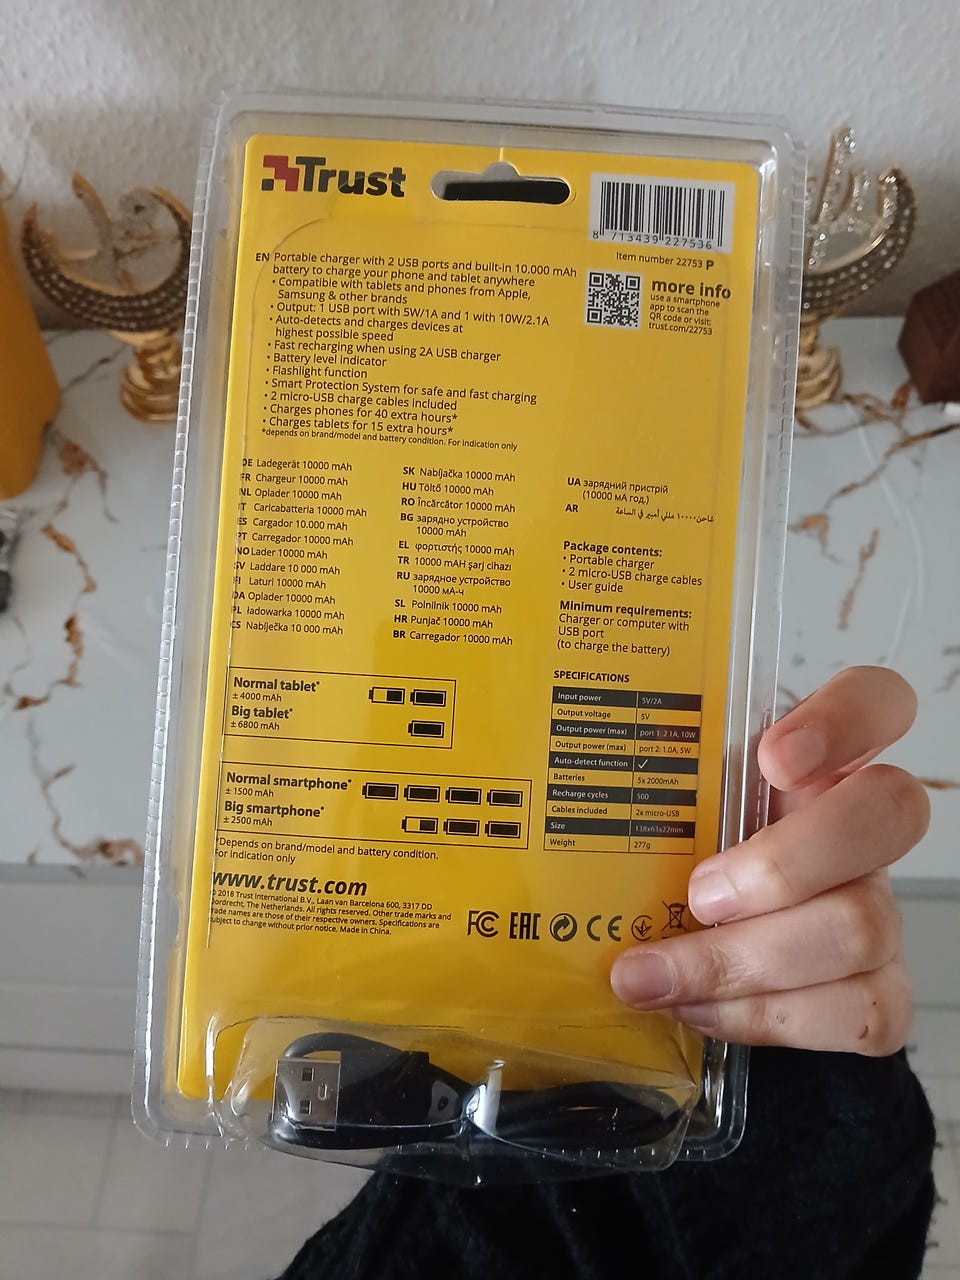 Trust
8 713439 227536
Item number 22753 P
more info
use a smartphone
app to scan the
QR code or visit:
trust.com/22753
EN Portable charger with 2 USB ports and built-in 10.000 mAh
battery to charge your phone and tablet anywhere
• Compatible with tablets and phones from Apple,
Samsung & other brands
• Output: 1 USB port with 5W/1A and 1 with 10W/2.1A
• Auto-detects and charges devices at
highest possible speed
• Fast recharging when using 2A USB charger
• Battery level indicator
• Flashlight function
• Smart Protection System for safe and fast charging
• 2 micro-USB charge cables included
• Charges phones for 40 extra hours*
• Charges tablets for 15 extra hours*
*depends on brand/model and battery condition. For indication only
DE Ladegerät 10000 mAh
FR Chargeur 10000 mAh
NL Oplader 10000 mAh
IT Caricabatteria 10000 mAh
ES Cargador 10.000 mAh
PT Carregador 10000 mAh
NO Lader 10000 mAh
SV Laddare 10 000 mAh
FI Laturi 10000 mAh
DA Oplader 10000 mAh
PL ładowarka 10000 mAh
CS Nabíječka 10 000 mAh
SK Nabíjačka 10000 mAh
HU Töltő 10000 mAh
RO Încărcător 10000 mAh
BG зарядно устройство
10000 mAh
EL φορτιστής 10000 mAh
TR 10000 mAH şarj cihazı
RU зарядное устройство
10000 мА-ч
SL Polnilnik 10000 mAh
HR Punjač 10000 mAh
BR Carregador 10000 mAh
UA зарядний пристрій
(10000 мА год.)
AR شاحن ١٠٠٠٠ مللي أمبير في الساعة
Package contents:
• Portable charger
• 2 micro-USB charge cables
• User guide
Minimum requirements:
Charger or computer with
USB port
(to charge the battery)
Normal tablet*
± 4000 mAh
Big tablet*
± 6800 mAh
Normal smartphone*
± 1500 mAh
Big smartphone*
± 2500 mAh
*Depends on brand/model and battery condition.
For indication only
SPECIFICATIONS
Input power 5V/2A
Output voltage 5V
Output power (max) port 1: 2.1A, 10W
Output power (max) port 2: 1.0A, 5W
Auto-detect function ✓
Batteries 5x 2000mAh
Recharge cycles 500
Cables included 2x micro-USB
Size 138x63x22mm
Weight 277g
www.trust.com
© 2018 Trust International B.V., Laan van Barcelona 600, 3317 DD
Dordrecht, The Netherlands. All rights reserved. Other trade marks and
trade names are those of their respective owners. Specifications are
subject to change without prior notice. Made in China.
FC EAC CE